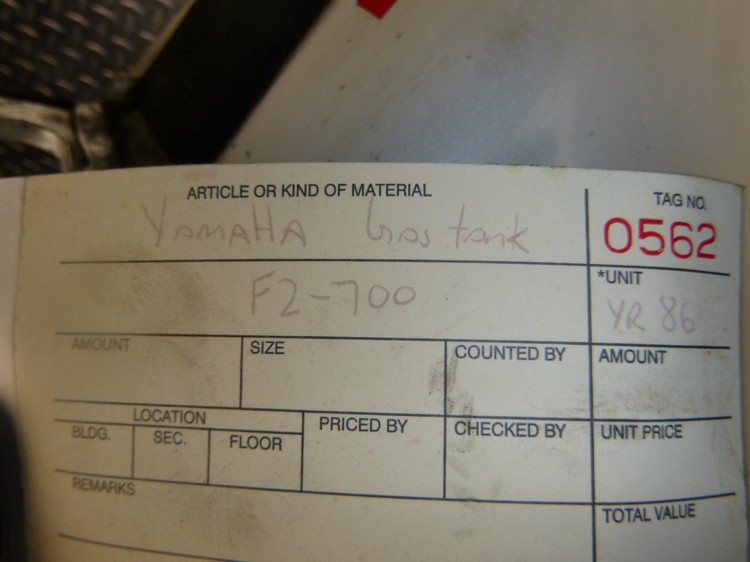 ARTICLE OR KIND OF MATERIAL
TAG NO.
YAMAHA Gas tank
0562
F2-700
*UNIT
YR 86
AMOUNT
SIZE
COUNTED BY
AMOUNT
LOCATION
BLDG.
SEC.
FLOOR
PRICED BY
CHECKED BY
UNIT PRICE
REMARKS
TOTAL VALUE